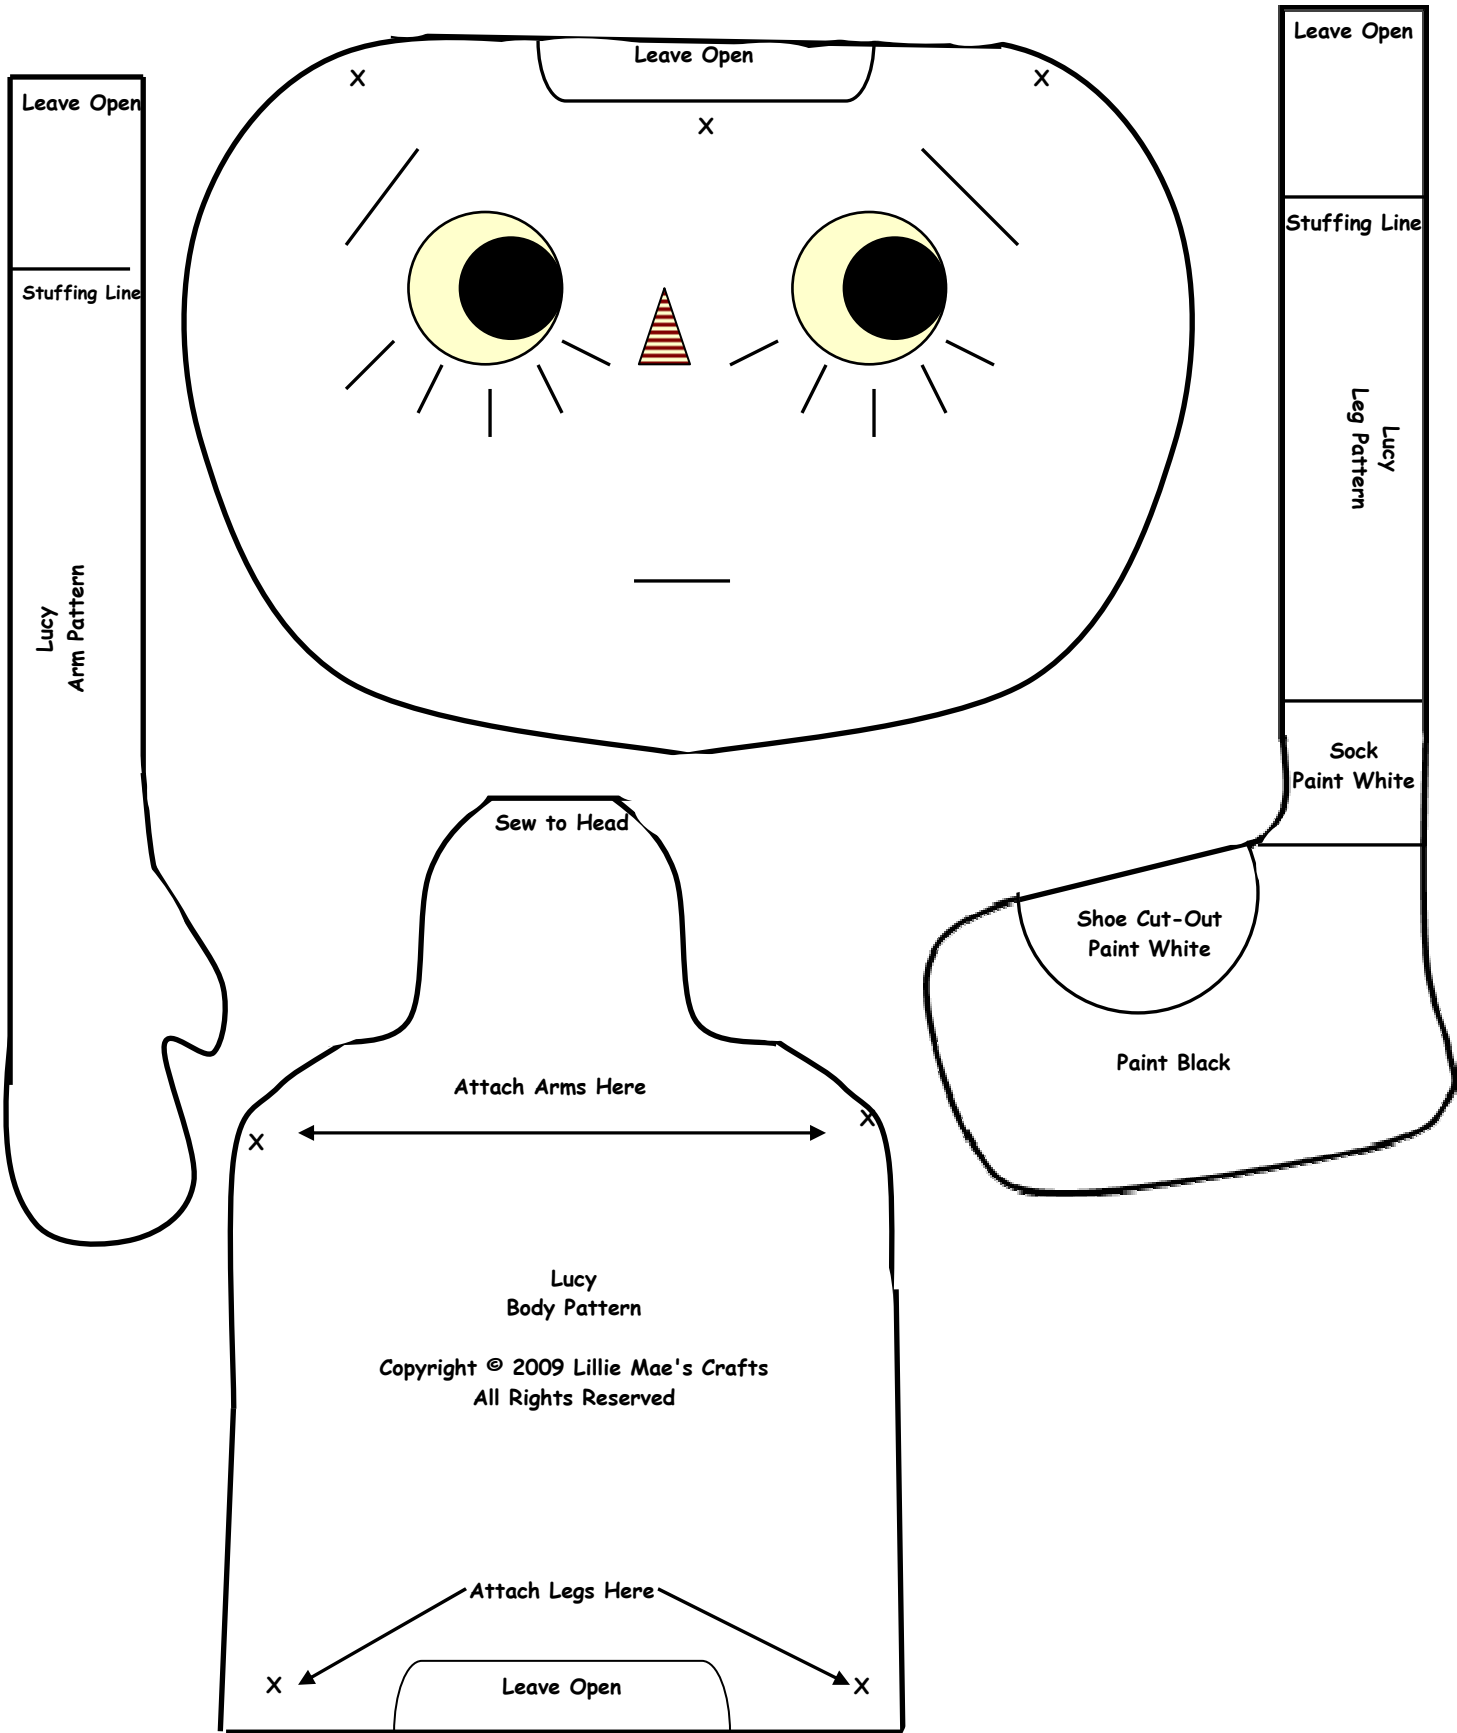 Leave Open
Stuffing Line
Lucy
Arm Pattern
Leave Open
X
X
X
Leave Open
Stuffing Line
Lucy
Leg Pattern
Sock
Paint White
Shoe Cut-Out
Paint White
Paint Black
Sew to Head
Attach Arms Here
X
X
Lucy
Body Pattern
Copyright © 2009 Lillie Mae's Crafts
All Rights Reserved
Attach Legs Here
X
X
Leave Open